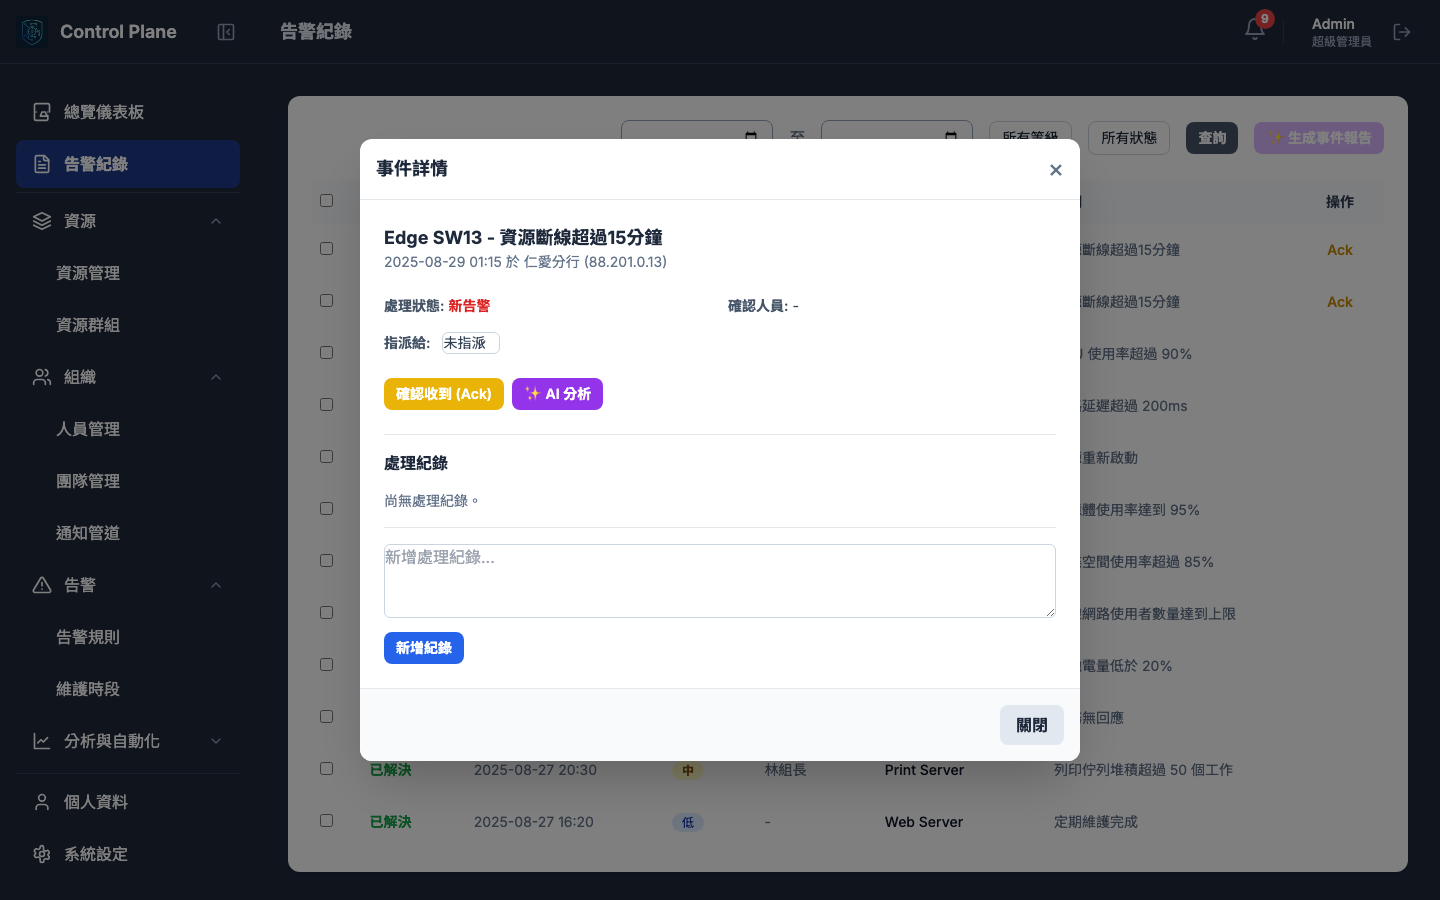 Control Plane
告警紀錄
9
Admin
超級管理員
總覽儀表板
告警紀錄
資源
資源管理
資源群組
組織
人員管理
團隊管理
通知管道
告警
告警規則
維護時段
分析與自動化
個人資料
系統設定
至
所有等級
所有狀態
查詢
✨ 生成事件報告
操作
斷線超過15分鐘
Ack
斷線超過15分鐘
Ack
使用率超過 90%
延遲超過 200ms
重新啟動
體使用率達到 95%
空間使用率超過 85%
網路使用者數量達到上限
電量低於 20%
無回應
已解決 2025-08-27 20:30 中 林組長 Print Server 列印佇列堆積超過 50 個工作
已解決 2025-08-27 16:20 低 - Web Server 定期維護完成
事件詳情
×
Edge SW13 - 資源斷線超過15分鐘
2025-08-29 01:15 於 仁愛分行 (88.201.0.13)
處理狀態: 新告警
確認人員: -
指派給: 未指派
確認收到 (Ack)
✨ AI 分析
處理紀錄
尚無處理紀錄。
新增處理紀錄...
新增紀錄
關閉